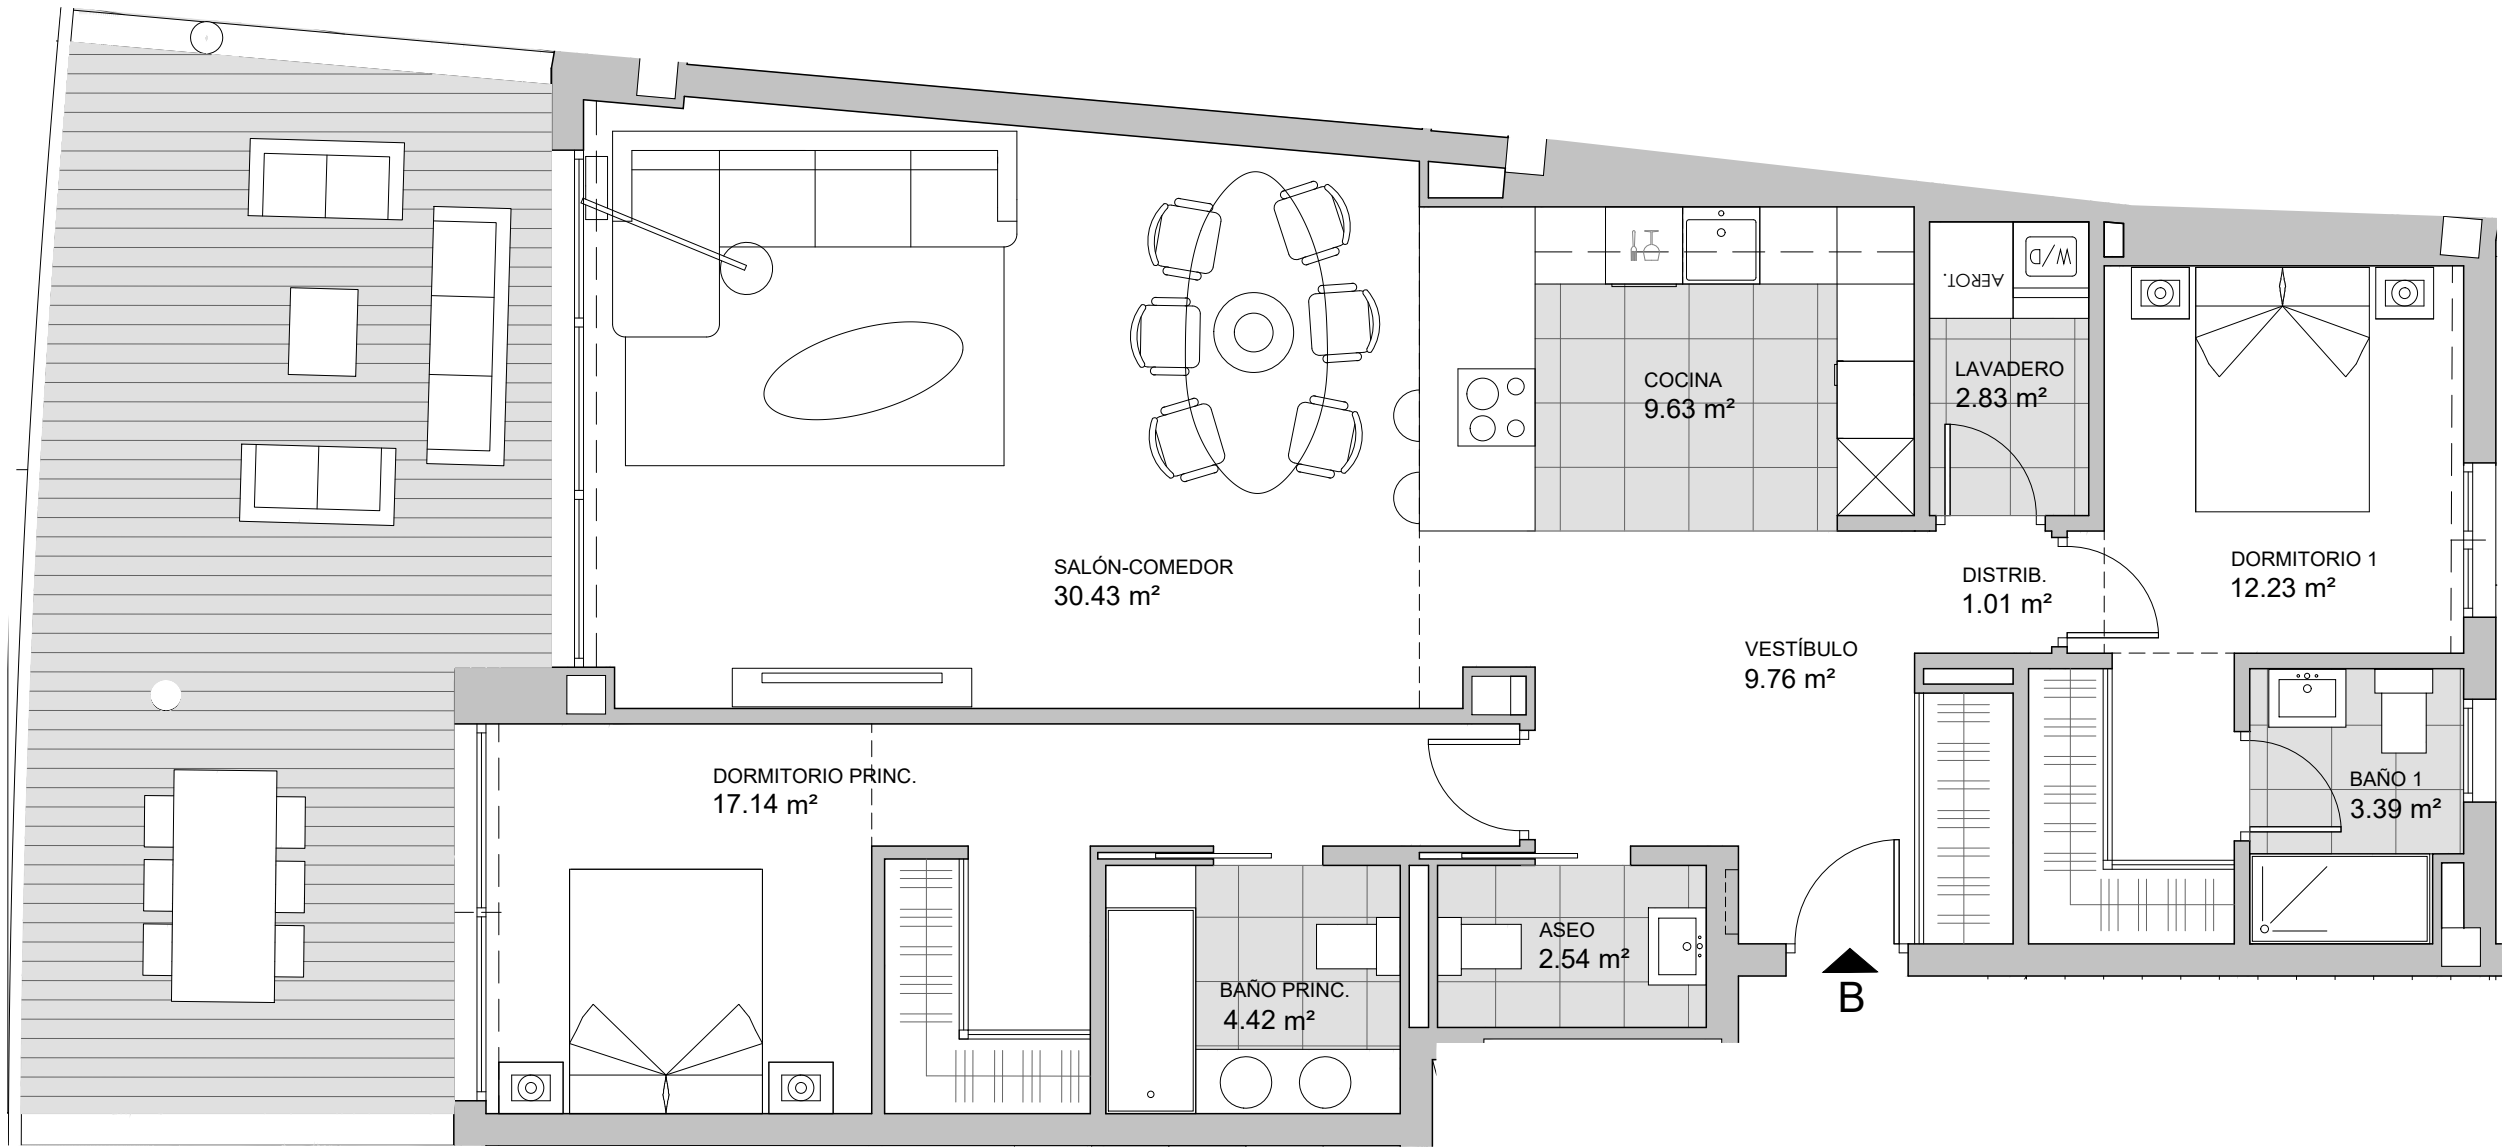 W/D
AEROT.
LAVADERO
2.83 m²
COCINA
9.63 m²
SALÓN-COMEDOR
30.43 m²
DISTRIB.
1.01 m²
DORMITORIO 1
12.23 m²
VESTÍBULO
9.76 m²
DORMITORIO PRINC.
17.14 m²
BAÑO 1
3.39 m²
ASEO
2.54 m²
BAÑO PRINC.
4.42 m²
B